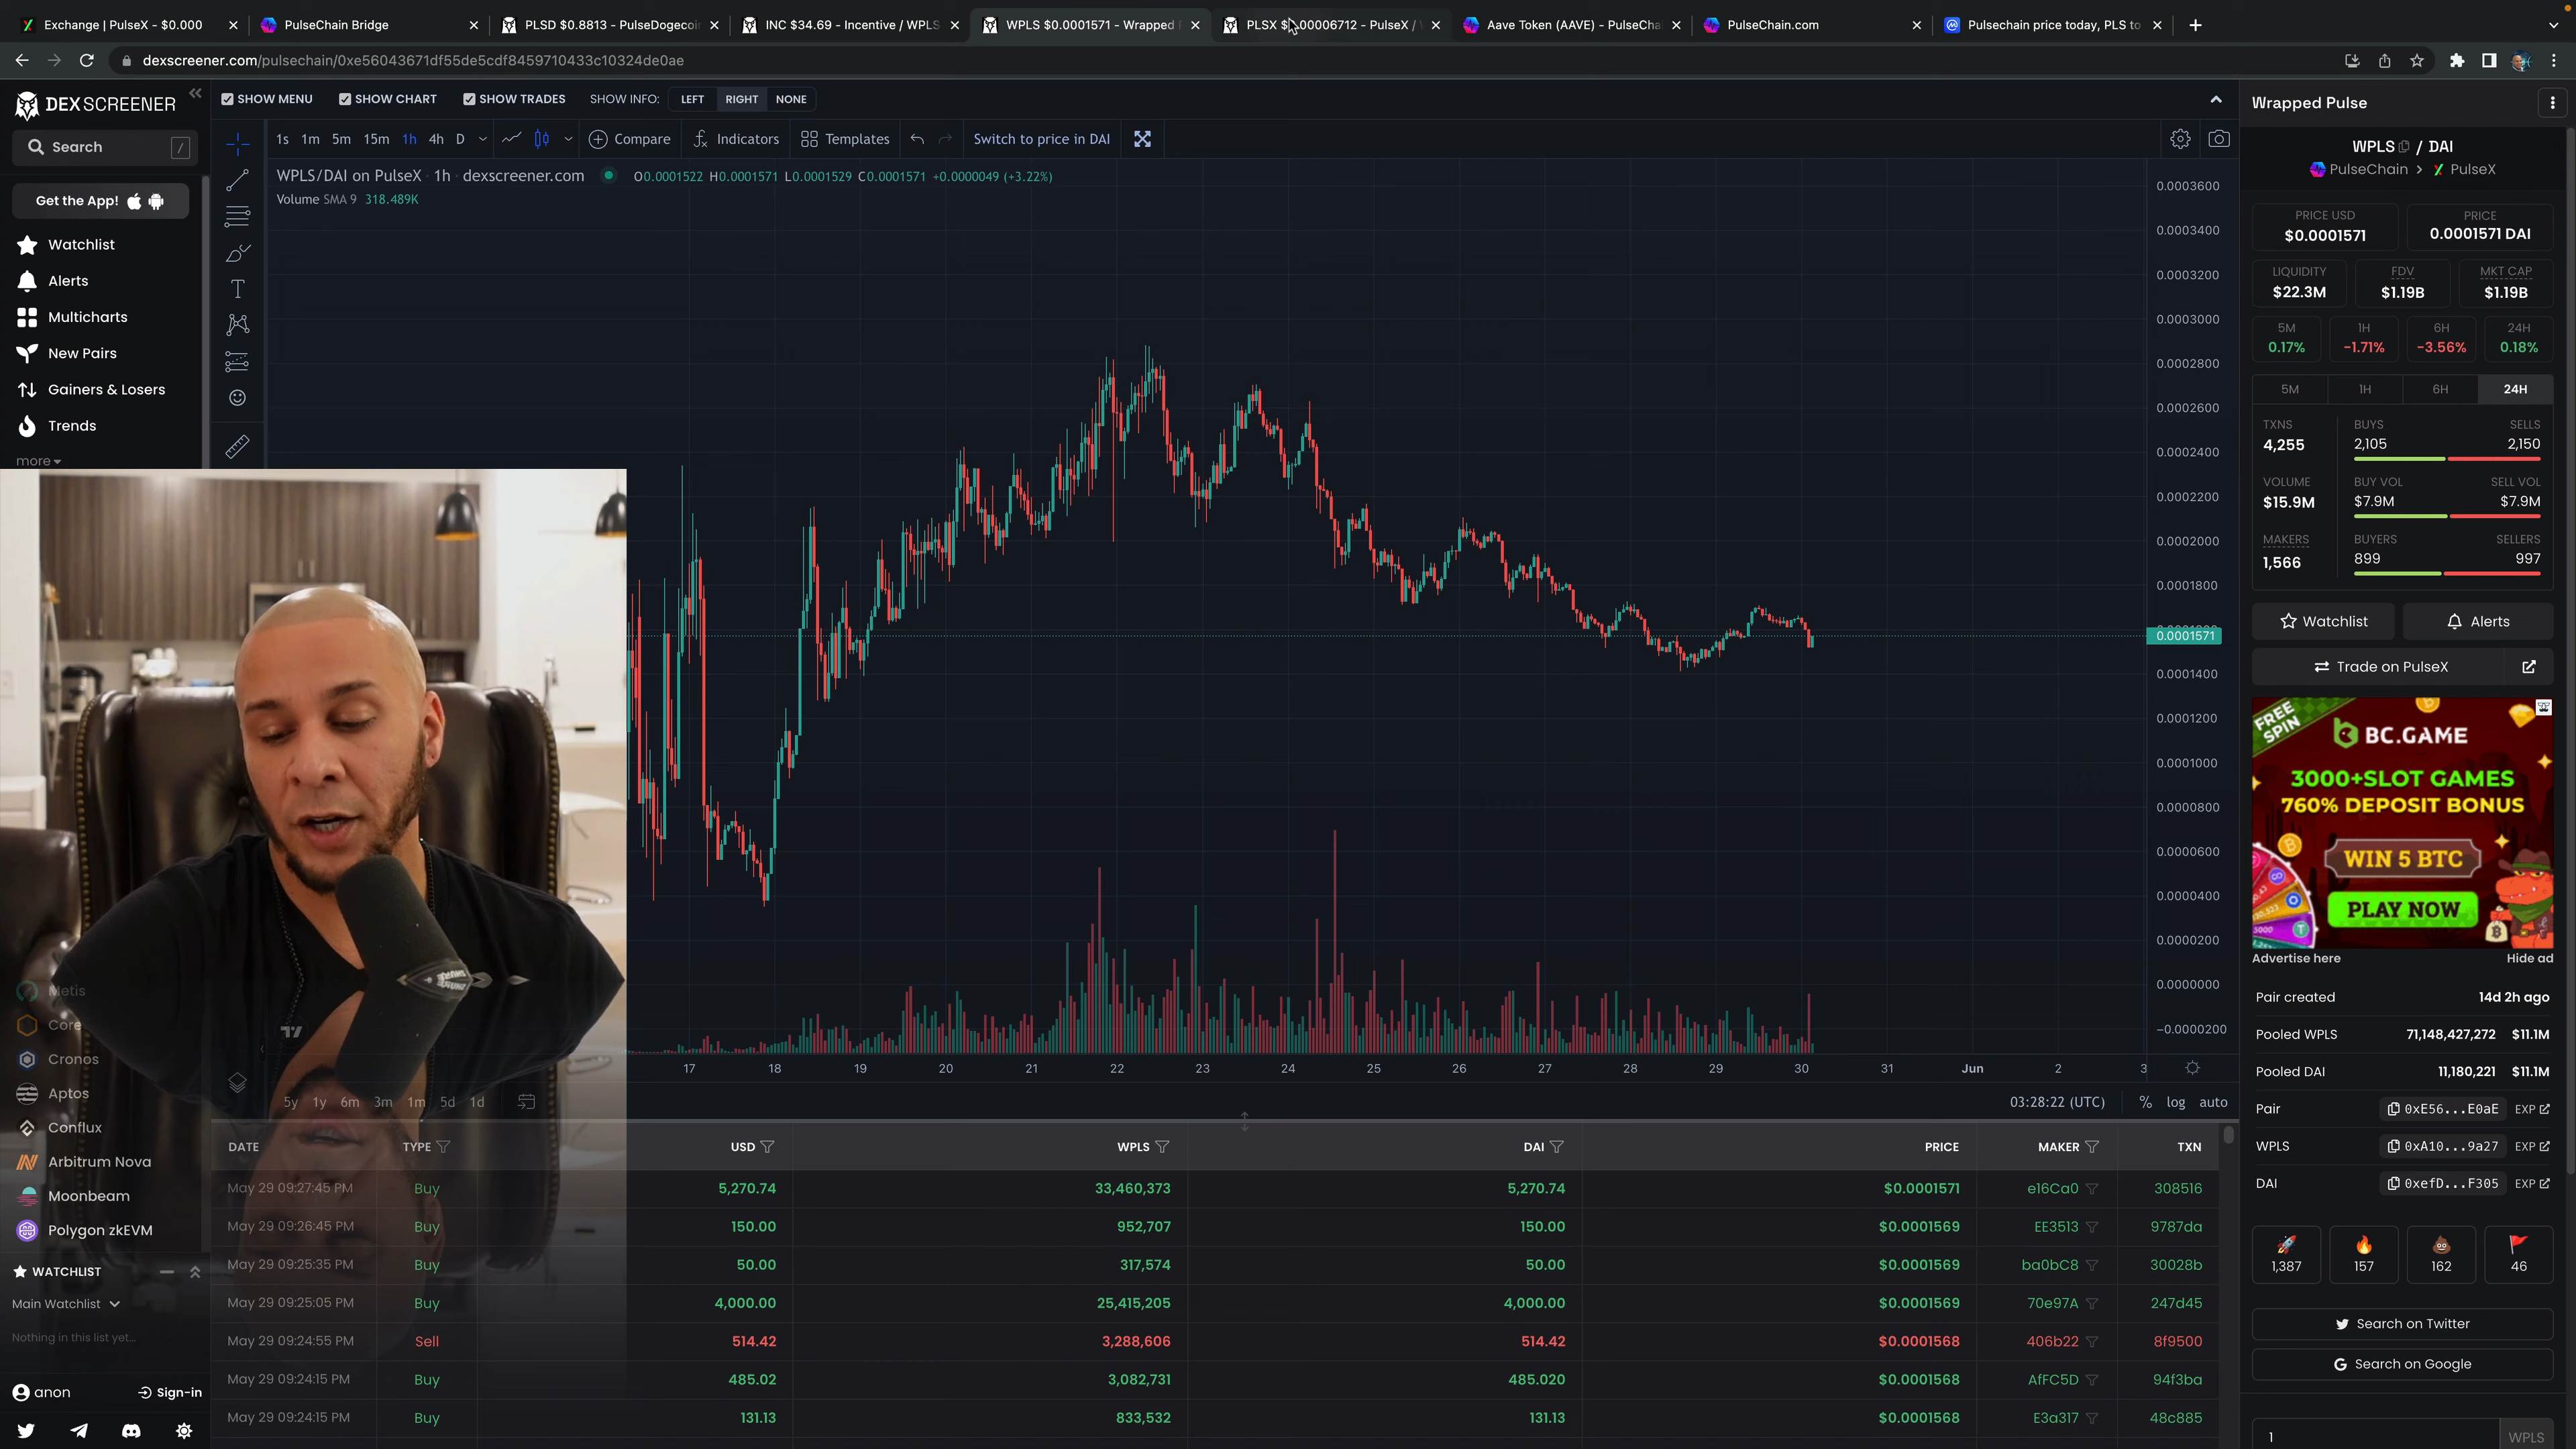 Exchange | PulseX - $0.000
PulseChain Bridge
PLSD $0.8813 - PulseDogecoin
INC $34.69 - Incentive / WPLS
WPLS $0.0001571 - Wrapped P
PLSX $ 00006712 - PulseX /
Aave Token (AAVE) - PulseChai
PulseChain.com
Pulsechain price today, PLS to
dexscreener.com/pulsechain/0xe56043671df55de5cdf8459710433c10324de0ae
DEX SCREENER
SHOW MENU
SHOW CHART
SHOW TRADES
SHOW INFO: LEFT RIGHT NONE
Search /
Get the App!
Watchlist
Alerts
Multicharts
New Pairs
Gainers & Losers
Trends
more
1s 1m 5m 15m 1h 4h D
Compare
Indicators
Templates
Switch to price in DAI
WPLS/DAI on PulseX · 1h · dexscreener.com
O0.0001522 H0.0001571 L0.0001529 C0.0001571 +0.0000049 (+3.22%)
Volume SMA 9 318.489K
0.0003600
0.0003400
0.0003200
0.0003000
0.0002800
0.0002600
0.0002400
0.0002200
0.0002000
0.0001800
0.0001571
0.0001400
0.0001200
0.0001000
0.0000800
0.0000600
0.0000400
0.0000200
0.0000000
−0.0000200
17 18 19 20 21 22 23 24 25 26 27 28 29 30 31 Jun 2 3
Metis
Core
Cronos
Aptos
Conflux
Arbitrum Nova
Moonbeam
Polygon zkEVM
WATCHLIST
Main Watchlist
Nothing in this list yet...
anon
Sign-in
5y 1y 6m 3m 1m 5d 1d
03:28:22 (UTC) % log auto
DATE TYPE USD WPLS DAI PRICE MAKER TXN
May 29 09:27:45 PM Buy 5,270.74 33,460,373 5,270.74 $0.0001571 e16Ca0 308516
May 29 09:26:45 PM Buy 150.00 952,707 150.00 $0.0001569 EE3513 9787da
May 29 09:25:35 PM Buy 50.00 317,574 50.00 $0.0001569 ba0bC8 30028b
May 29 09:25:05 PM Buy 4,000.00 25,415,205 4,000.00 $0.0001569 70e97A 247d45
May 29 09:24:55 PM Sell 514.42 3,288,606 514.42 $0.0001568 406b22 8f9500
May 29 09:24:15 PM Buy 485.02 3,082,731 485.020 $0.0001568 AfFC5D 94f3ba
May 29 09:24:15 PM Buy 131.13 833,532 131.13 $0.0001568 E3a317 48c885
Wrapped Pulse
WPLS / DAI
PulseChain > PulseX
PRICE USD
$0.0001571
PRICE
0.0001571 DAI
LIQUIDITY
$22.3M
FDV
$1.19B
MKT CAP
$1.19B
5M
0.17%
1H
-1.71%
6H
-3.56%
24H
0.18%
5M 1H 6H 24H
TXNS
4,255
BUYS
2,105
SELLS
2,150
VOLUME
$15.9M
BUY VOL
$7.9M
SELL VOL
$7.9M
MAKERS
1,566
BUYERS
899
SELLERS
997
Watchlist
Alerts
Trade on PulseX
FREE SPIN
BC.GAME
3000+SLOT GAMES
760% DEPOSIT BONUS
WIN 5 BTC
PLAY NOW
Advertise here
Hide ad
Pair created 14d 2h ago
Pooled WPLS 71,148,427,272 $11.1M
Pooled DAI 11,180,221 $11.1M
Pair 0xE56...E0aE EXP
WPLS 0xA10...9a27 EXP
DAI 0xefD...F305 EXP
1,387
157
162
46
Search on Twitter
Search on Google
1 WPLS